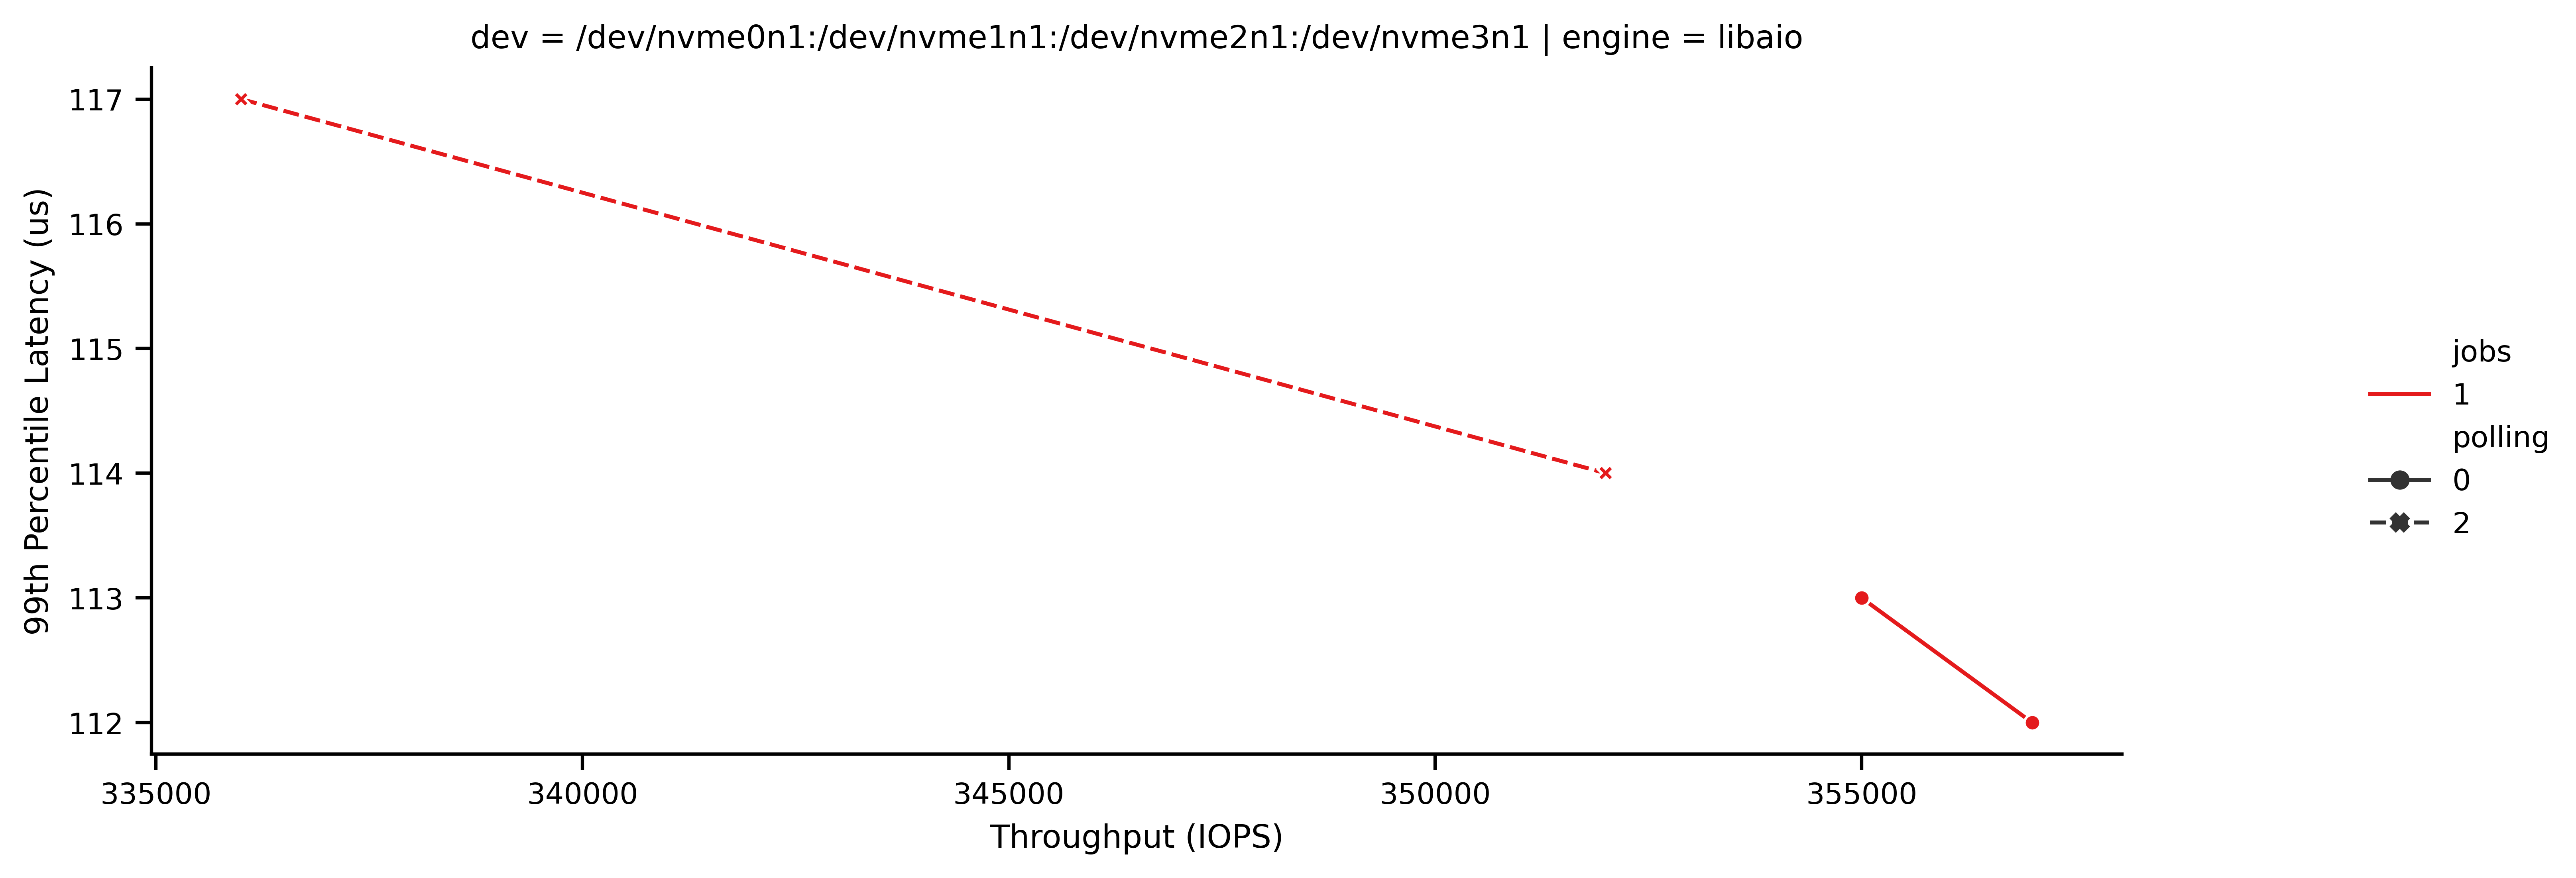 dev = /dev/nvme0n1:/dev/nvme1n1:/dev/nvme2n1:/dev/nvme3n1 | engine = libaio
99th Percentile Latency (us)
117
116
115
114
113
112
335000
340000
345000
350000
355000
Throughput (IOPS)
jobs
1
polling
0
2